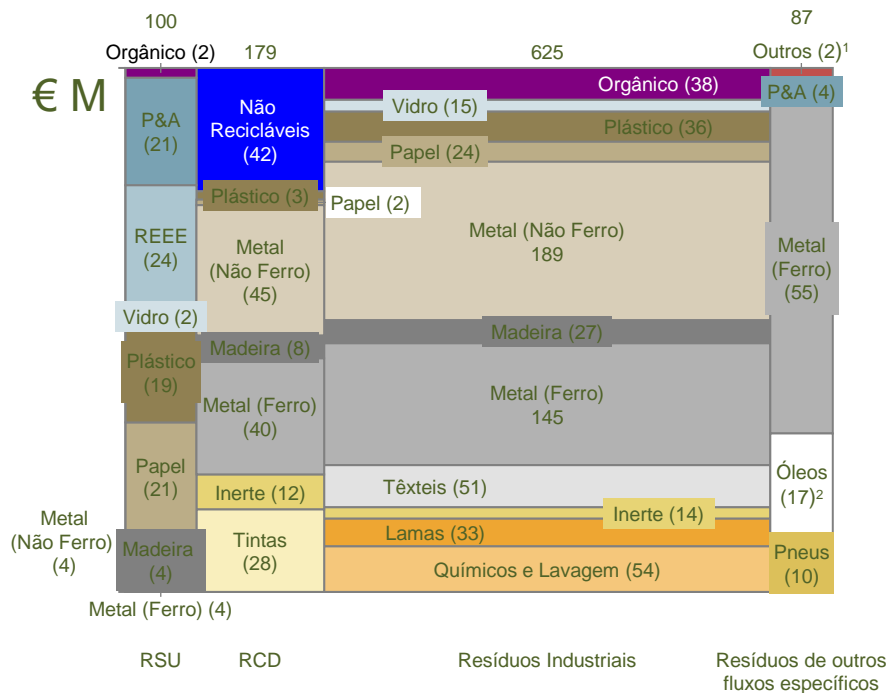 100
179
625
87
Orgânico (2)
Outros (2)¹
€ M
P&A
(21)
REEE
(24)
Vidro (2)
Plástico
(19)
Papel
(21)
Metal
(Não Ferro)
(4)
Madeira
(4)
Metal (Ferro) (4)
Não
Recicláveis
(42)
Plástico (3)
Papel (2)
Metal
(Não Ferro)
(45)
Madeira (8)
Metal (Ferro)
(40)
Inerte (12)
Tintas
(28)
Orgânico (38)
Vidro (15)
Plástico (36)
Papel (24)
Metal (Não Ferro)
189
Madeira (27)
Metal (Ferro)
145
Têxteis (51)
Inerte (14)
Lamas (33)
Químicos e Lavagem (54)
P&A (4)
Metal
(Ferro)
(55)
Óleos
(17)²
Pneus
(10)
RSU
RCD
Resíduos Industriais
Resíduos de outros
fluxos específicos